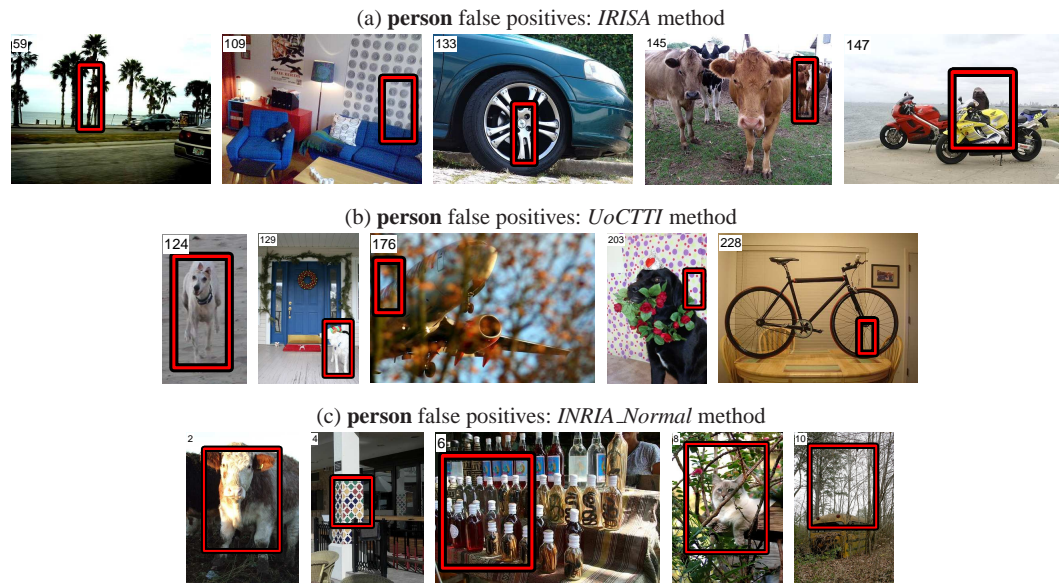 (a) person false positives: IRISA method
59 109 133 145 147
(b) person false positives: UoCTTI method
124 129 176 203 228
(c) person false positives: INRIA_Normal method
2 4 6 8 10